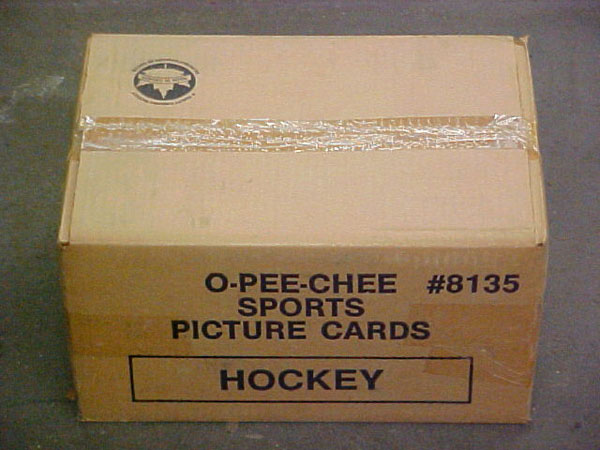 O-PEE-CHEE #8135
SPORTS
PICTURE CARDS
HOCKEY